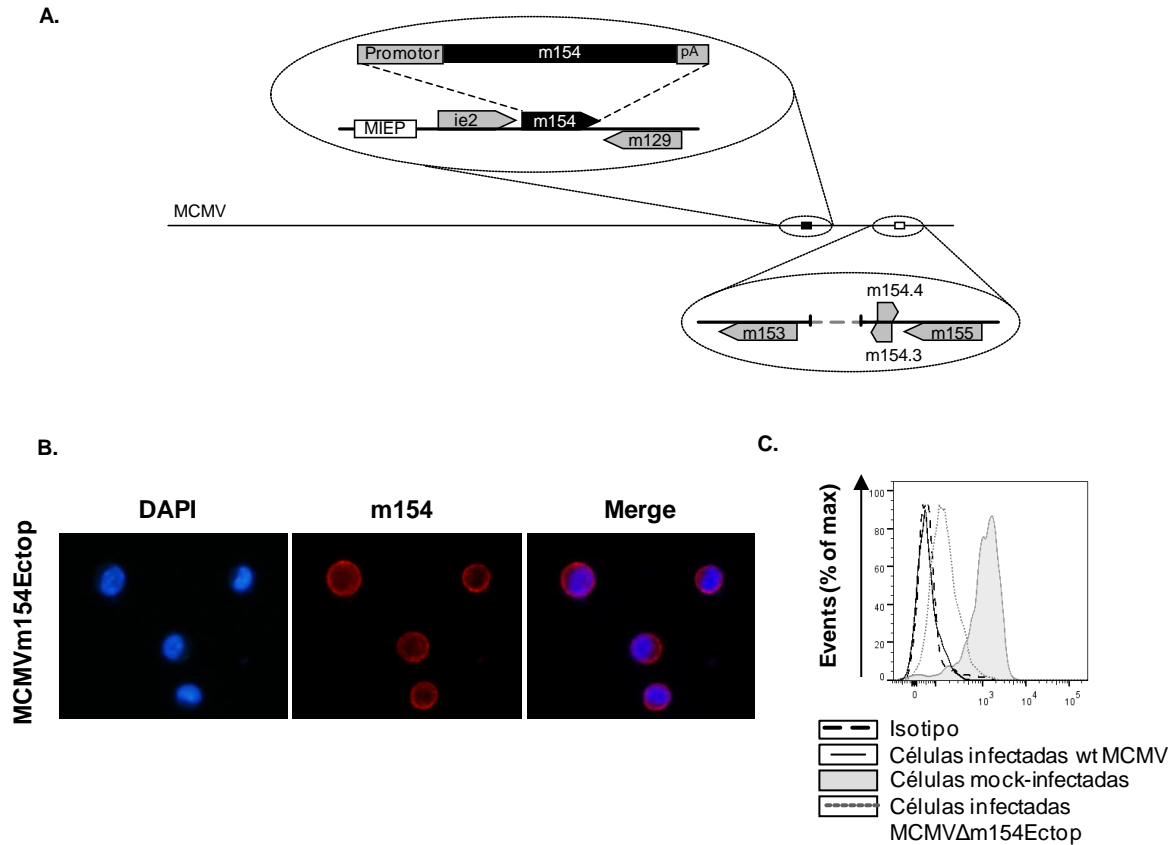 A.
Promotor m154 pA
MIEP ie2 m154 m129
MCMV
m154.4
m153 m155
m154.3
B.
DAPI m154 Merge
MCMVm154Ectop
C.
Events (% of max)
100
80
60
40
20
0
0 10³ 10⁴ 10⁵
Isotipo
Células infectadas wt MCMV
Células mock-infectadas
Células infectadas
MCMVΔm154Ectop